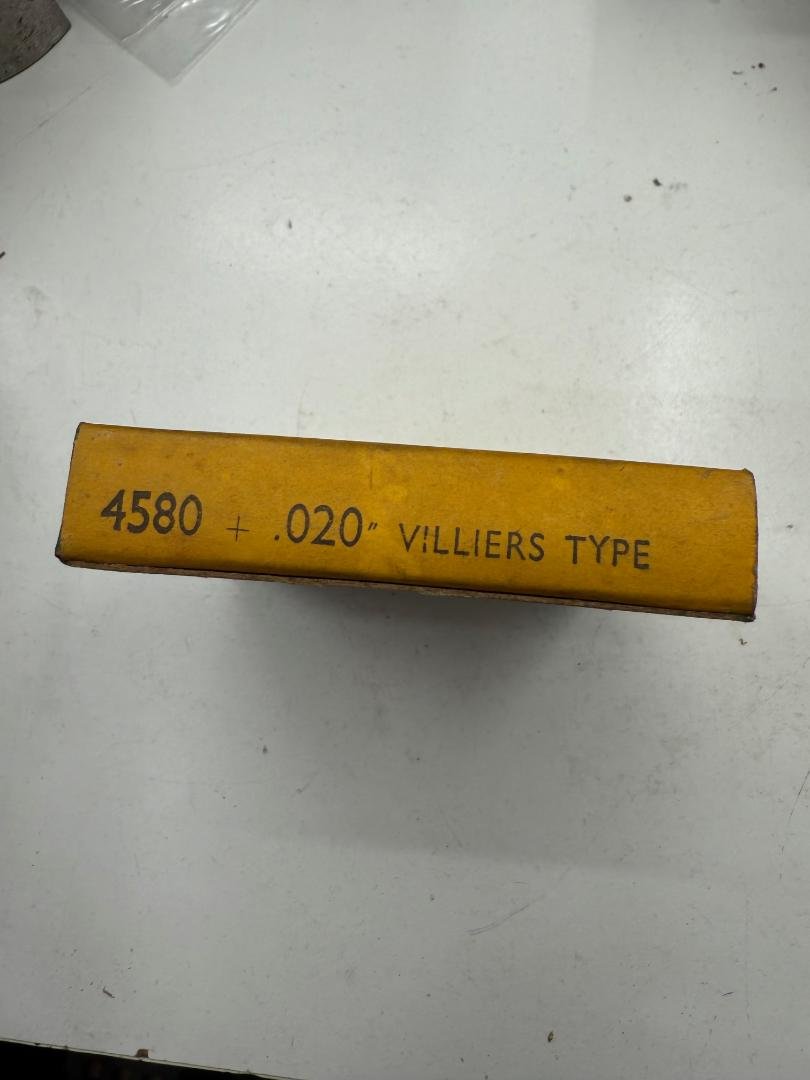 4580 + .020" VILLIERS TYPE